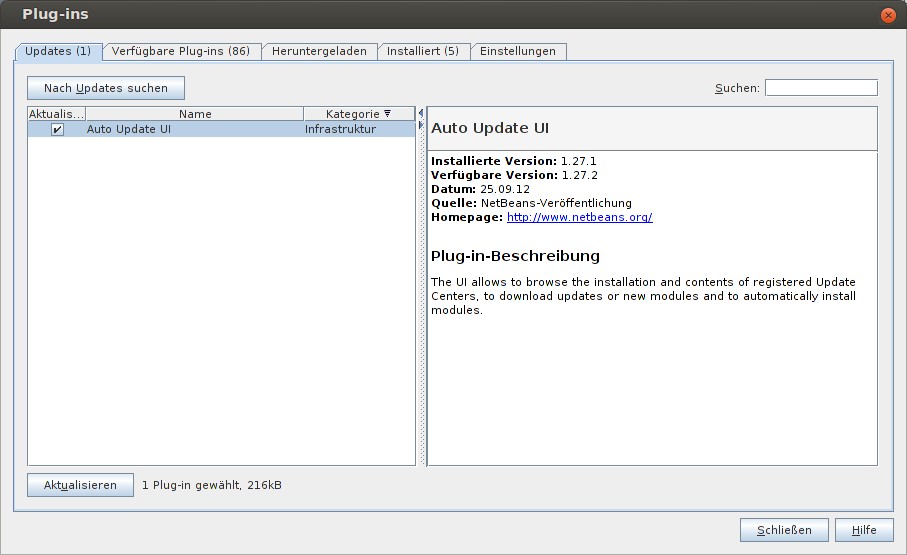 Plug-ins
Updates (1)
Verfügbare Plug-ins (86)
Heruntergeladen
Installiert (5)
Einstellungen
Nach Updates suchen
Suchen:
Aktualis...
Name
Kategorie
Auto Update UI
Infrastruktur
Auto Update UI
Installierte Version: 1.27.1
Verfügbare Version: 1.27.2
Datum: 25.09.12
Quelle: NetBeans-Veröffentlichung
Homepage: http://www.netbeans.org/
Plug-in-Beschreibung
The UI allows to browse the installation and contents of registered Update
Centers, to download updates or new modules and to automatically install
modules.
Aktualisieren
1 Plug-in gewählt, 216kB
Schließen
Hilfe